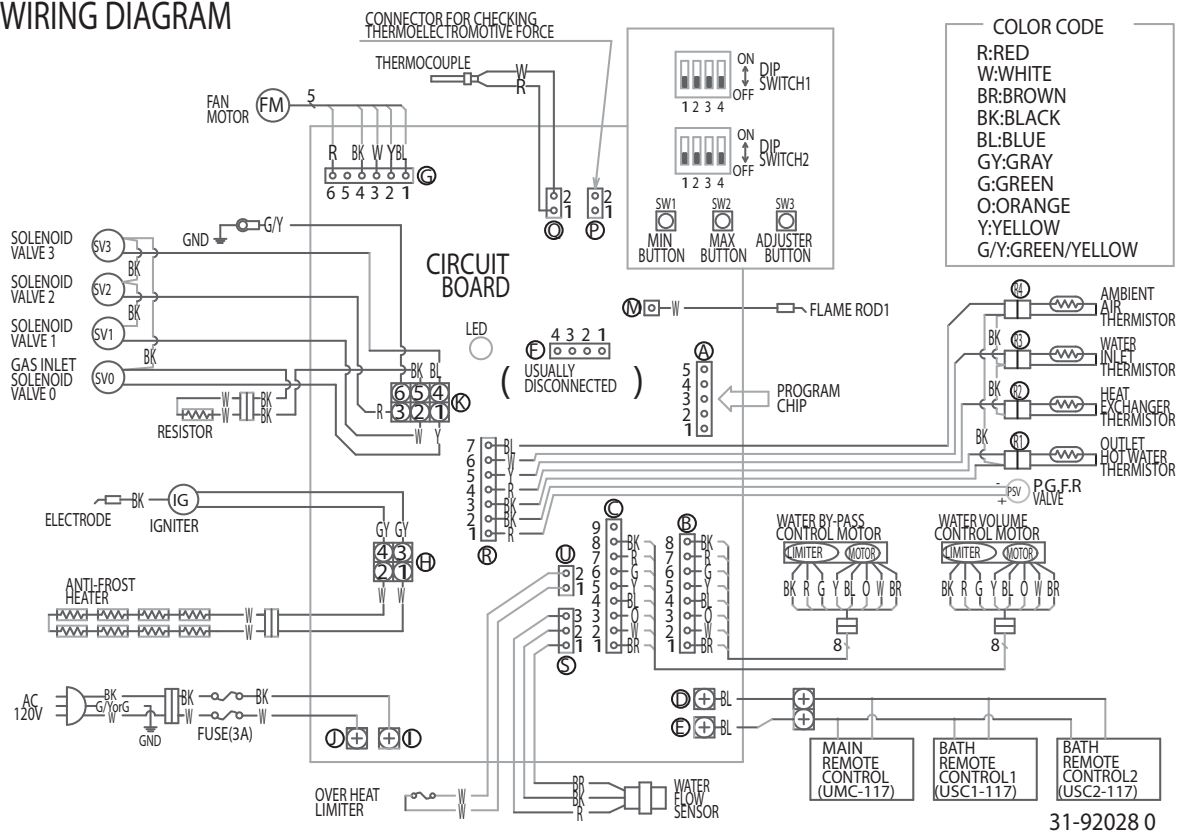 WIRING DIAGRAM
CONNECTOR FOR CHECKING
THERMOELECTROMOTIVE FORCE
THERMOCOUPLE
W
R
FAN
MOTOR
FM
5
R BK W Y BL
6 5 4 3 2 1
G
2
1
Q
2
1
P
ON
OFF
DIP
SWITCH1
1 2 3 4
ON
OFF
DIP
SWITCH2
1 2 3 4
SW1
MIN
BUTTON
SW2
MAX
BUTTON
SW3
ADJUSTER
BUTTON
COLOR CODE
R:RED
W:WHITE
BR:BROWN
BK:BLACK
BL:BLUE
GY:GRAY
G:GREEN
O:ORANGE
Y:YELLOW
G/Y:GREEN/YELLOW
GND
G/Y
SOLENOID
VALVE 3
SV3
BK
SOLENOID
VALVE 2
SV2
BK
SOLENOID
VALVE 1
SV1
BK
GAS INLET
SOLENOID
VALVE 0
SV0
W BK
W BK
RESISTOR
CIRCUIT
BOARD
LED
F
4 3 2 1
(USUALLY
DISCONNECTED)
M
W
FLAME ROD1
A
5
4
3
2
1
PROGRAM
CHIP
BK BL
6 5 4
R 3 2 1
K
W Y
R4
AMBIENT
AIR
THERMISTOR
BK
R3
WATER
INLET
THERMISTOR
BK
R2
HEAT
EXCHANGER
THERMISTOR
BK
R1
OUTLET
HOT WATER
THERMISTOR
-
+
PSV
P.G.F.R
VALVE
7 BL
6 W
5 Y
4 R
3 BK
2 BK
1 R
R
ELECTRODE
BK
IG
IGNITER
GY GY
4 3
2 1
H
W W
ANTI-FROST
HEATER
W
W
U
2
1
3
2
1
S
C
9
8 BK
7 R
6 G
5 Y
4 BL
3 O
2 W
1 BR
B
8 BK
7 R
6 G
5 Y
4 BL
3 O
2 W
1 BR
WATER BY-PASS
CONTROL MOTOR
LIMITER MOTOR
BK R G Y BL O W BR
8
WATER VOLUME
CONTROL MOTOR
LIMITER MOTOR
BK R G Y BL O W BR
8
AC
120V
BK
G/YorG
W
GND
BK BK
W W
FUSE(3A)
J
I
D
BL
E
BL
MAIN
REMOTE
CONTROL
(UMC-117)
BATH
REMOTE
CONTROL1
(USC1-117)
BATH
REMOTE
CONTROL2
(USC2-117)
OVER HEAT
LIMITER
W
W
BR
BK
R
WATER
FLOW
SENSOR
31-92028 0